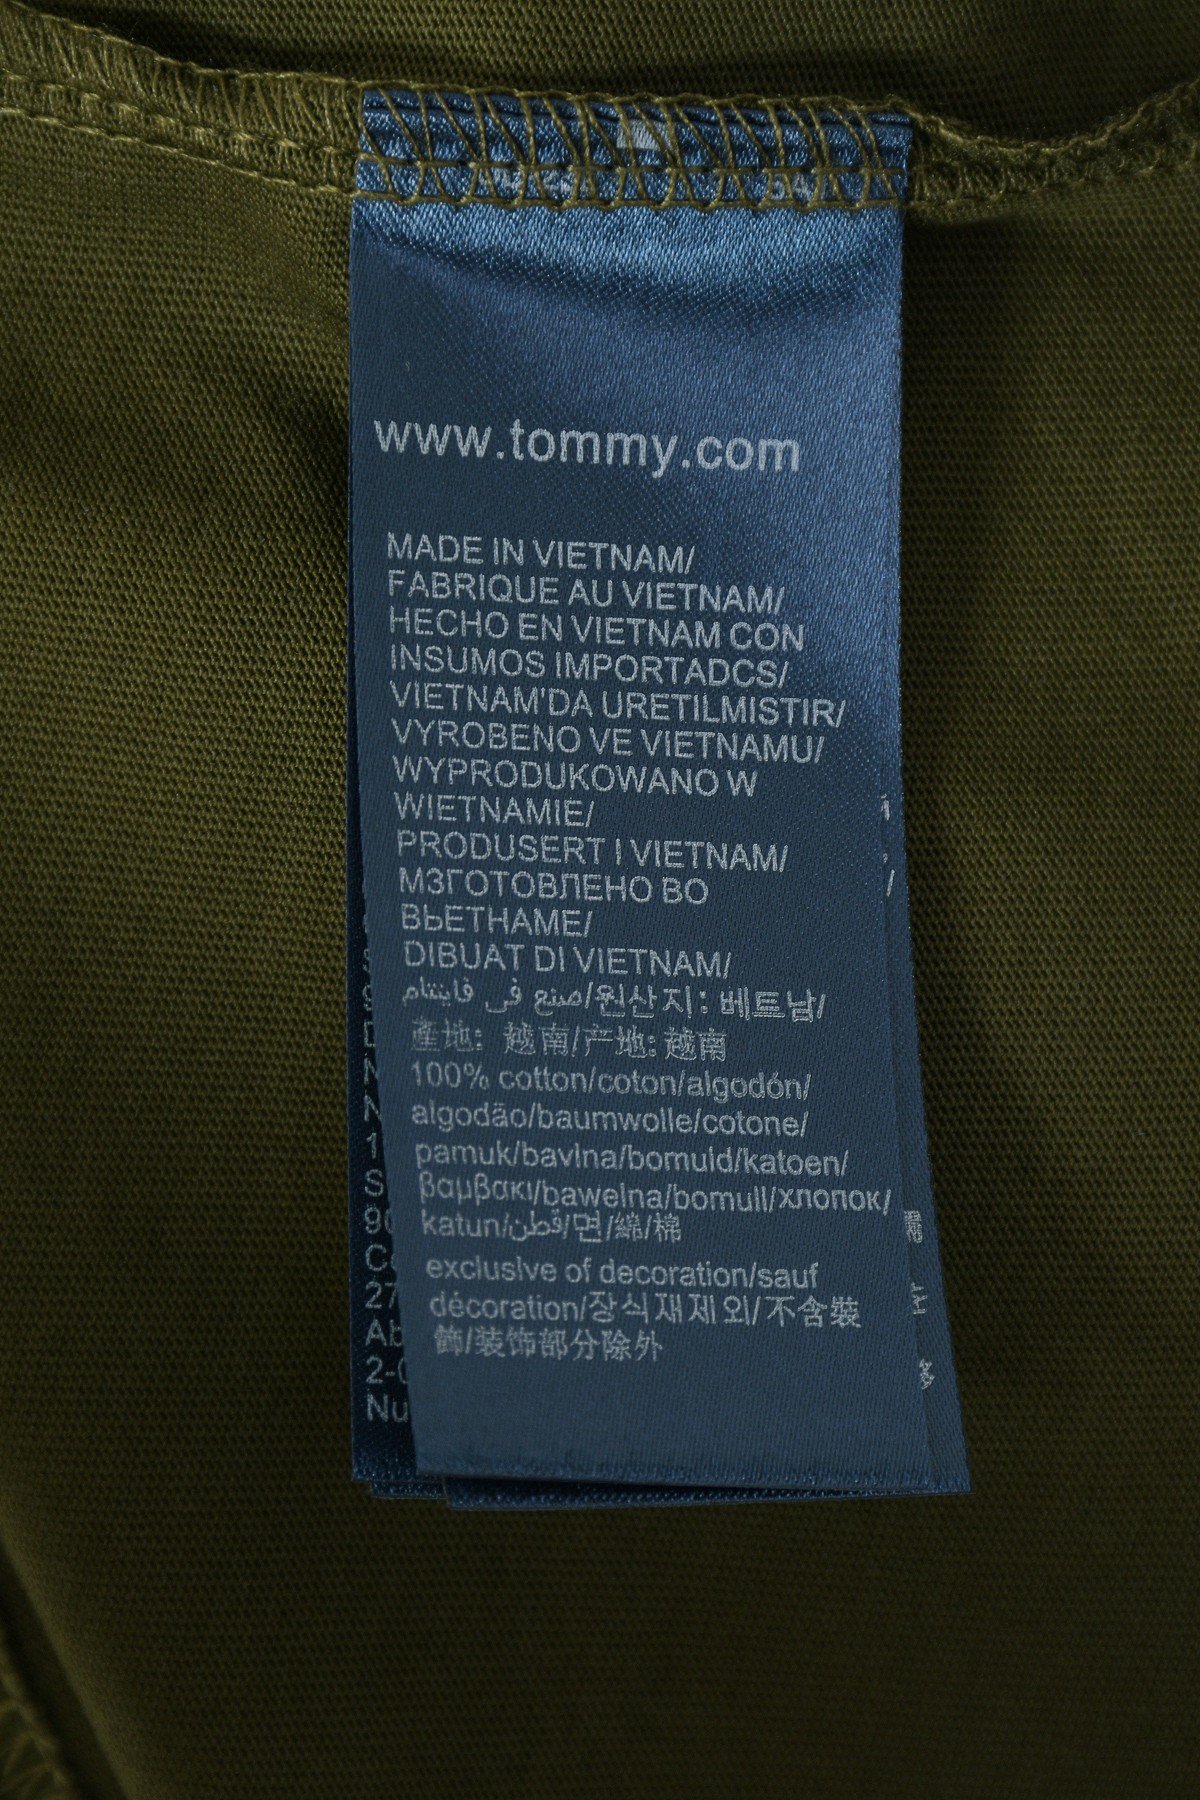 www.tommy.com
MADE IN VIETNAM/
FABRIQUE AU VIETNAM/
HECHO EN VIETNAM CON
INSUMOS IMPORTADCS/
VIETNAM'DA URETILMISTIR/
VYROBENO VE VIETNAMU/
WYPRODUKOWANO W
WIETNAMIE/
PRODUSERT I VIETNAM/
МЗГОТОВЛЕНО ВО
ВЬЕТНАМЕ/
DIBUAT DI VIETNAM/
صنع في فايتنام/원산지: 베트남/
產地: 越南/产地: 越南
100% cotton/coton/algodón/
algodão/baumwolle/cotone/
pamuk/bavlna/bomuld/katoen/
βαμβακι/bawelna/bomull/хлопок/
katun/قطن/면/綿/棉
exclusive of decoration/sauf
décoration/장식재제외/不含裝
飾/装饰部分除外